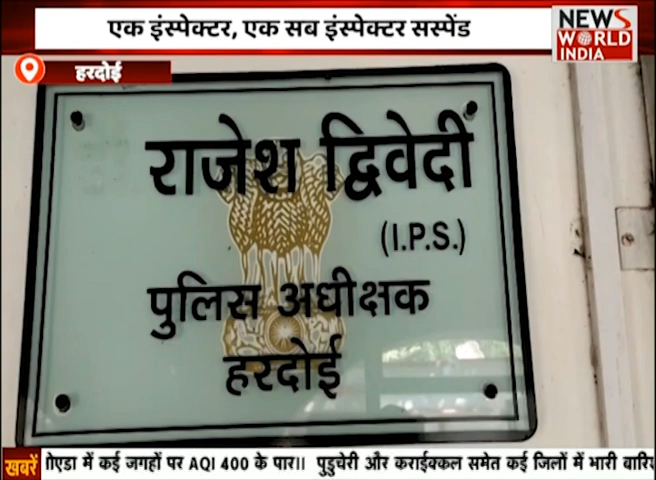 एक इंस्पेक्टर, एक सब इंस्पेक्टर सस्पेंड
NEWS
WORLD
INDIA
हरदोई
राजेश द्विवेदी
(I.P.S.)
पुलिस अधीक्षक
हरदोई
खबरें
में कई जगहों पर AQI 400 के पार।। पुडुचेरी और कराईक्कल समेत कई जिलों में भारी